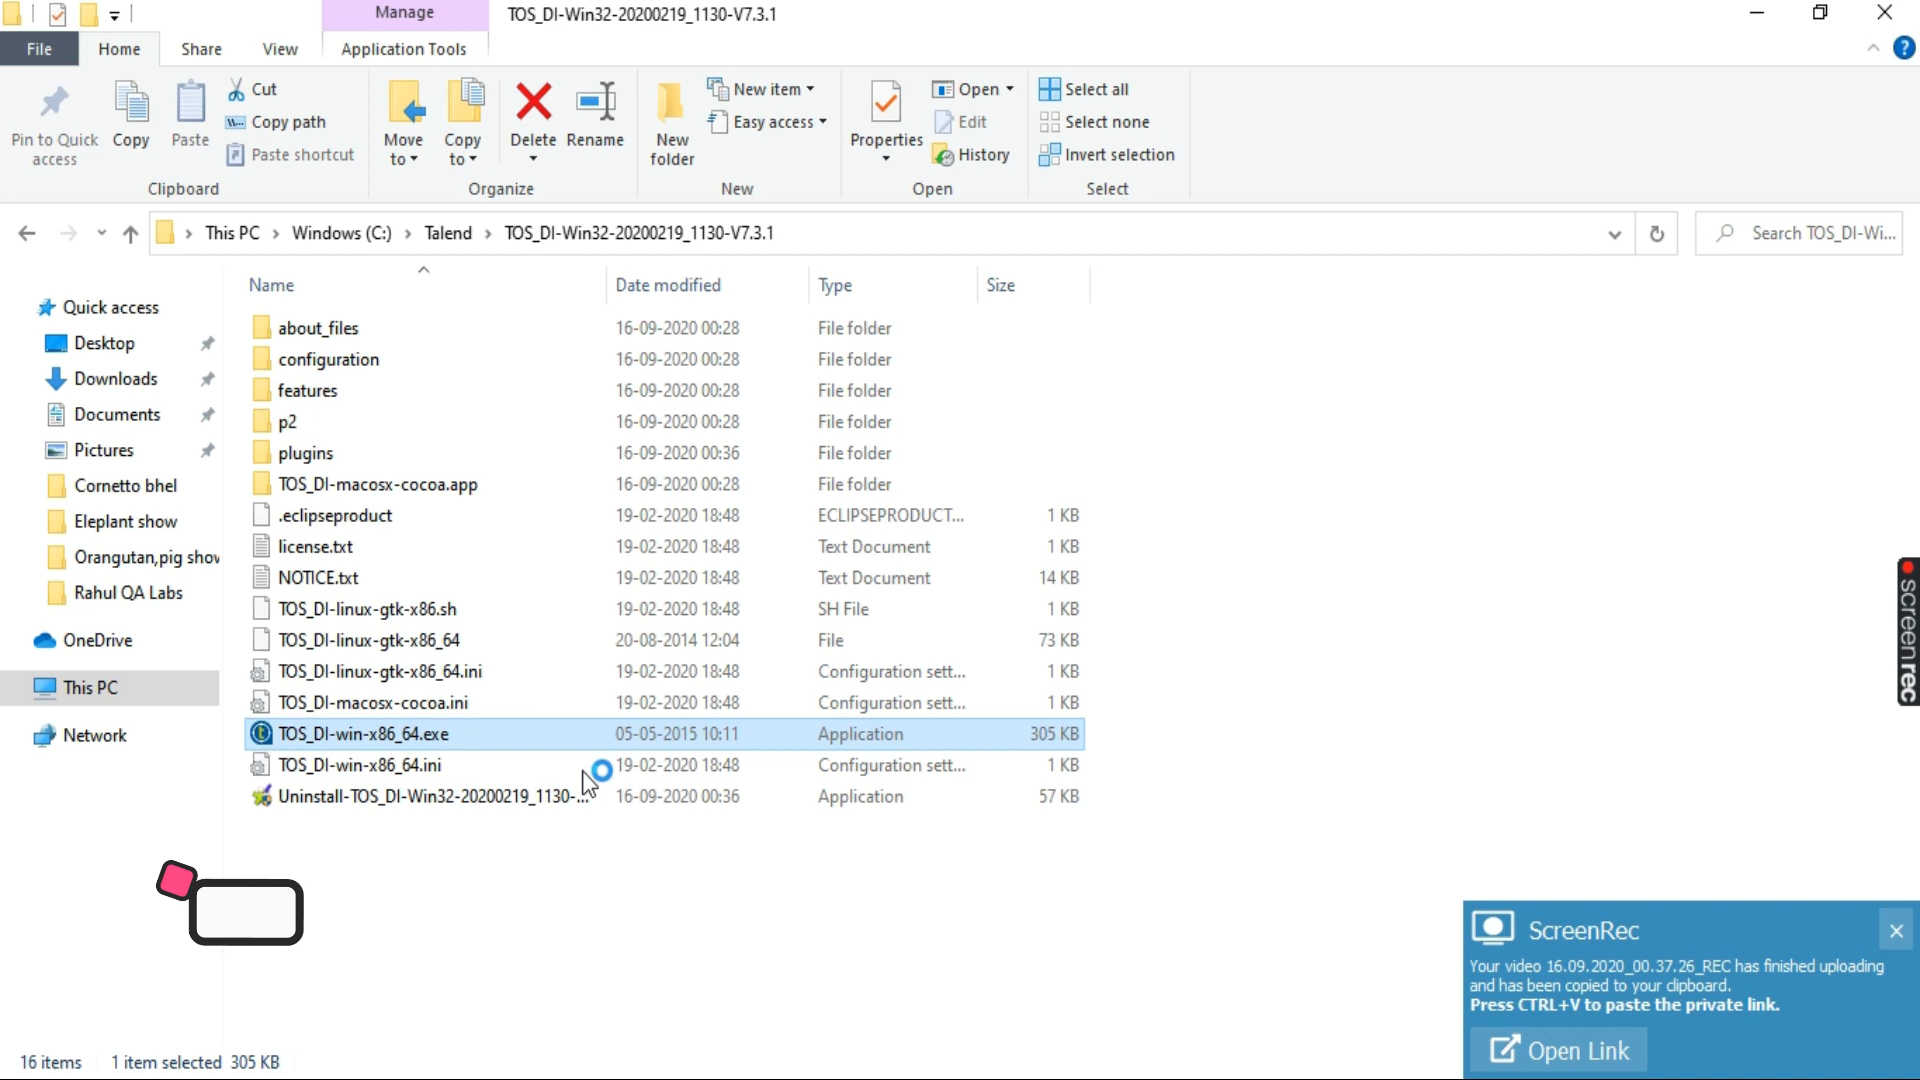 Manage
TOS_DI-Win32-20200219_1130-V7.3.1
File
Home
Share
View
Application Tools
Pin to Quick access
Copy
Paste
Cut
Copy path
Paste shortcut
Clipboard
Move to
Copy to
Delete
Rename
Organize
New folder
New item
Easy access
New
Properties
Open
Edit
History
Open
Select all
Select none
Invert selection
Select
This PC > Windows (C:) > Talend > TOS_DI-Win32-20200219_1130-V7.3.1
Search TOS_DI-Wi...
Name Date modified Type Size
Quick access
Desktop
Downloads
Documents
Pictures
Cornetto bhel
Eleplant show
Orangutan,pig shov
Rahul QA Labs
OneDrive
This PC
Network
about_files 16-09-2020 00:28 File folder
configuration 16-09-2020 00:28 File folder
features 16-09-2020 00:28 File folder
p2 16-09-2020 00:28 File folder
plugins 16-09-2020 00:36 File folder
TOS_DI-macosx-cocoa.app 16-09-2020 00:28 File folder
.eclipseproduct 19-02-2020 18:48 ECLIPSEPRODUCT... 1 KB
license.txt 19-02-2020 18:48 Text Document 1 KB
NOTICE.txt 19-02-2020 18:48 Text Document 14 KB
TOS_DI-linux-gtk-x86.sh 19-02-2020 18:48 SH File 1 KB
TOS_DI-linux-gtk-x86_64 20-08-2014 12:04 File 73 KB
TOS_DI-linux-gtk-x86_64.ini 19-02-2020 18:48 Configuration sett... 1 KB
TOS_DI-macosx-cocoa.ini 19-02-2020 18:48 Configuration sett... 1 KB
TOS_DI-win-x86_64.exe 05-05-2015 10:11 Application 305 KB
TOS_DI-win-x86_64.ini 19-02-2020 18:48 Configuration sett... 1 KB
Uninstall-TOS_DI-Win32-20200219_1130-... 16-09-2020 00:36 Application 57 KB
screenrec
ScreenRec
Your video 16.09.2020_00.37.26_REC has finished uploading
and has been copied to your clipboard.
Press CTRL+V to paste the private link.
Open Link
16 items 1 item selected 305 KB